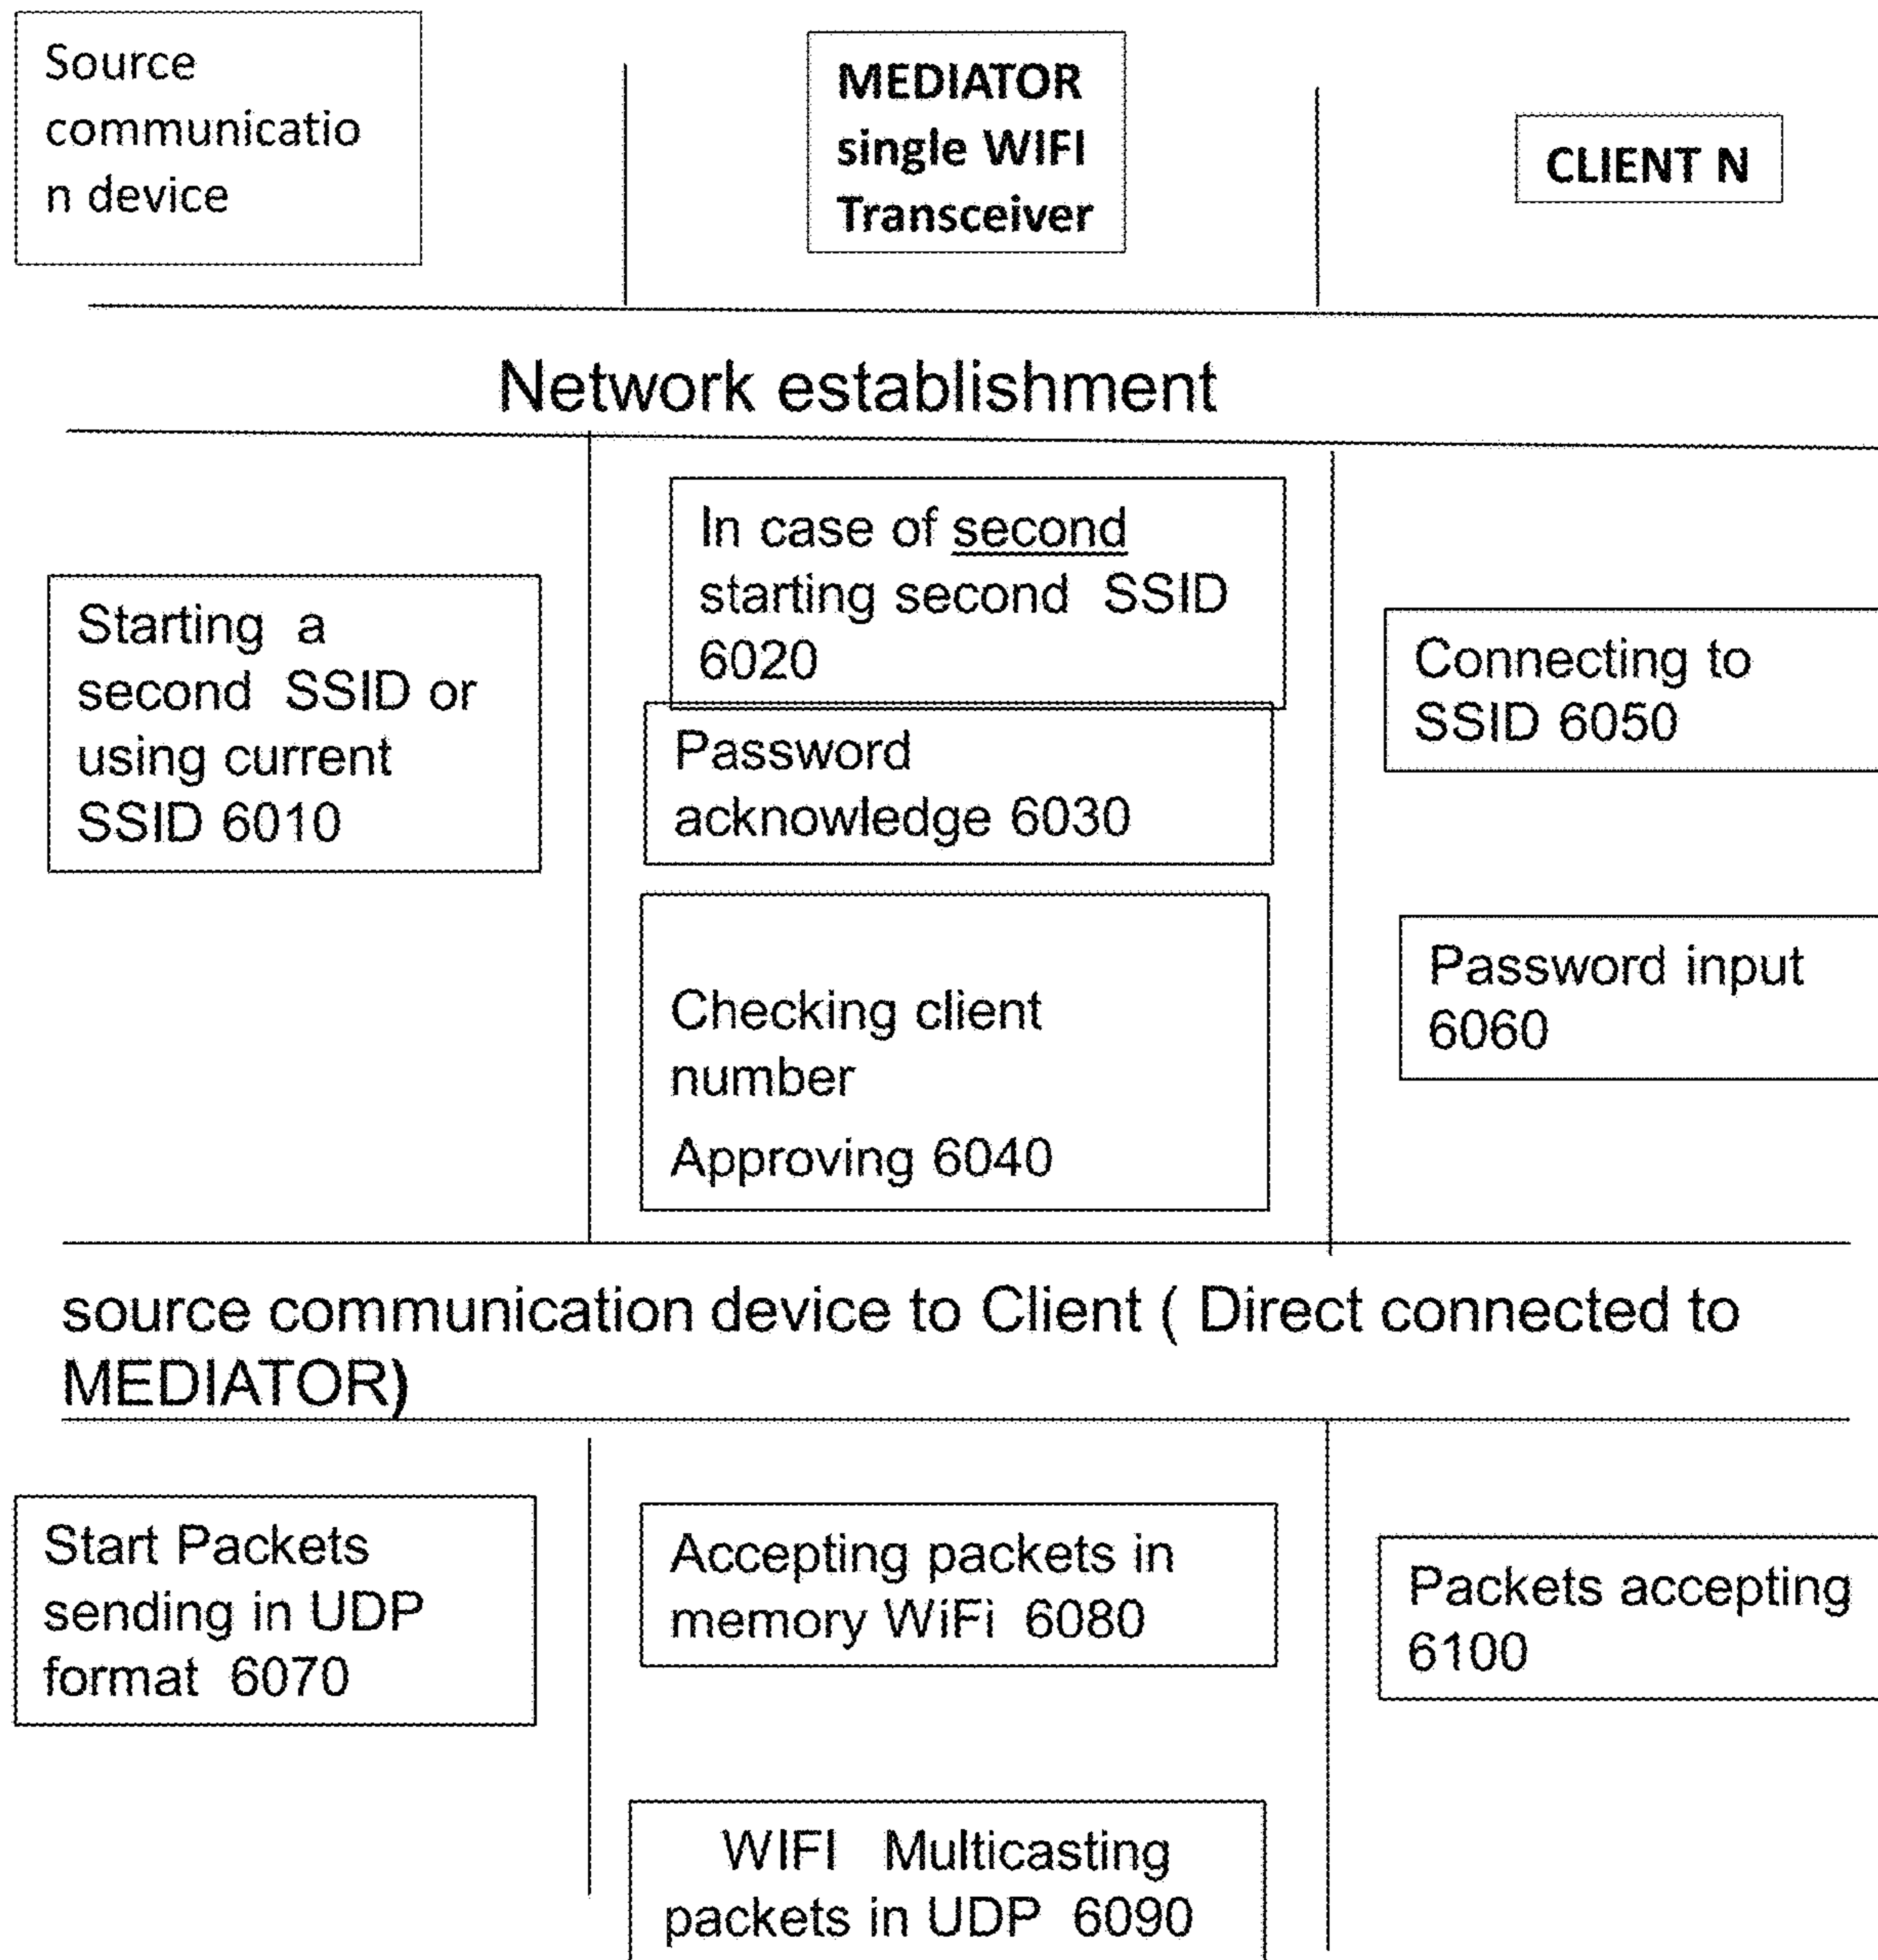 Source
communicatio
n device
MEDIATOR
single WIFI
Transceiver
CLIENT N
Network establishment
Starting a
second SSID or
using current
SSID 6010
In case of second
starting second SSID
6020
Password
acknowledge 6030
Checking client
number
Approving 6040
Connecting to
SSID 6050
Password input
6060
source communication device to Client ( Direct connected to
MEDIATOR)
Start Packets
sending in UDP
format 6070
Accepting packets in
memory WiFi 6080
WIFI Multicasting
packets in UDP 6090
Packets accepting
6100